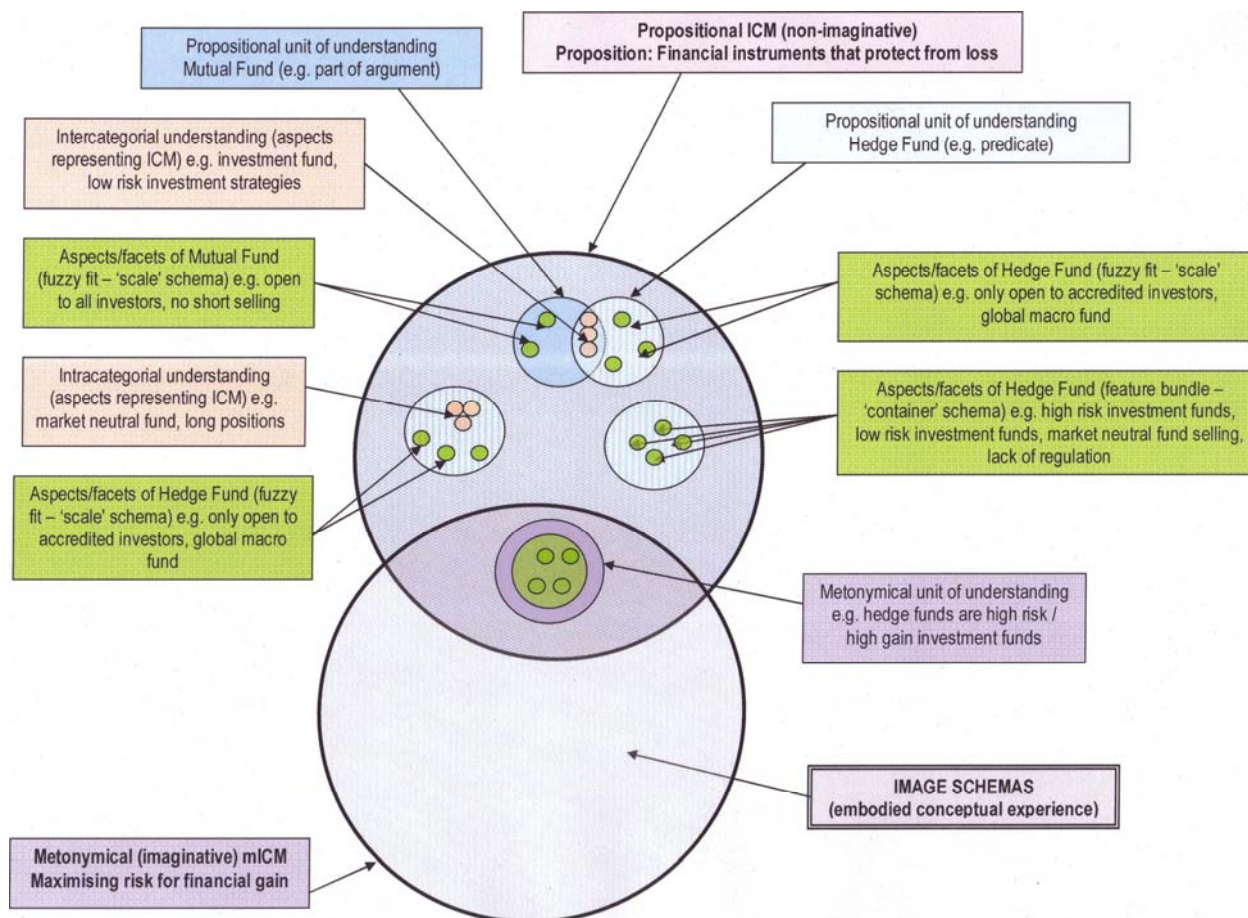 Propositional ICM (non-imaginative)
Proposition: Financial instruments that protect from loss
Propositional unit of understanding
Mutual Fund (e.g. part of argument)
Propositional unit of understanding
Hedge Fund (e.g. predicate)
Intercategorial understanding (aspects
representing ICM) e.g. investment fund,
low risk investment strategies
Aspects/facets of Mutual Fund
(fuzzy fit – ‘scale’ schema) e.g. open
to all investors, no short selling
Aspects/facets of Hedge Fund (fuzzy fit – ‘scale’
schema) e.g. only open to accredited investors,
global macro fund
Intracategorial understanding
(aspects representing ICM) e.g.
market neutral fund, long positions
Aspects/facets of Hedge Fund (feature bundle –
‘container’ schema) e.g. high risk investment funds,
low risk investment funds, market neutral fund selling,
lack of regulation
Aspects/facets of Hedge Fund (fuzzy
fit – ‘scale’ schema) e.g. only open to
accredited investors, global macro
fund
Metonymical unit of understanding
e.g. hedge funds are high risk /
high gain investment funds
IMAGE SCHEMAS
(embodied conceptual experience)
Metonymical (imaginative) mICM
Maximising risk for financial gain